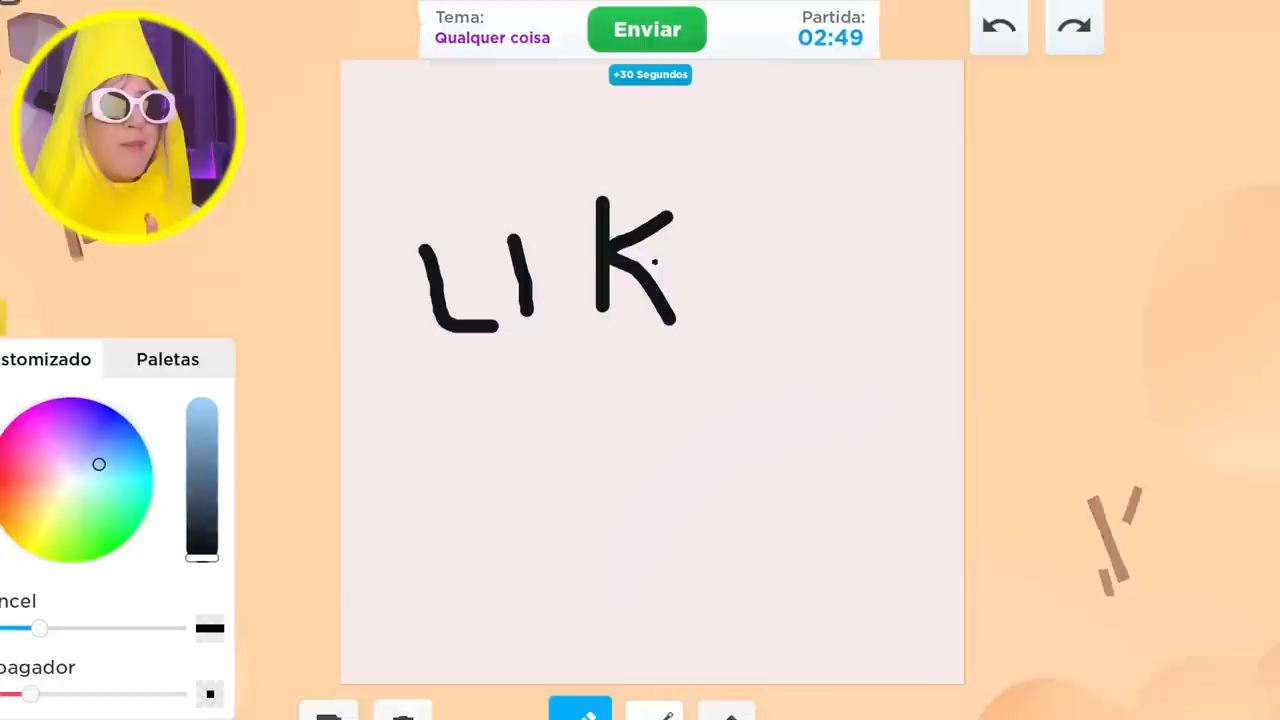 Tema:
Qualquer coisa
Enviar
Partida:
02:49
+30 Segundos
LIK
stomizado
Paletas
ncel
pagador